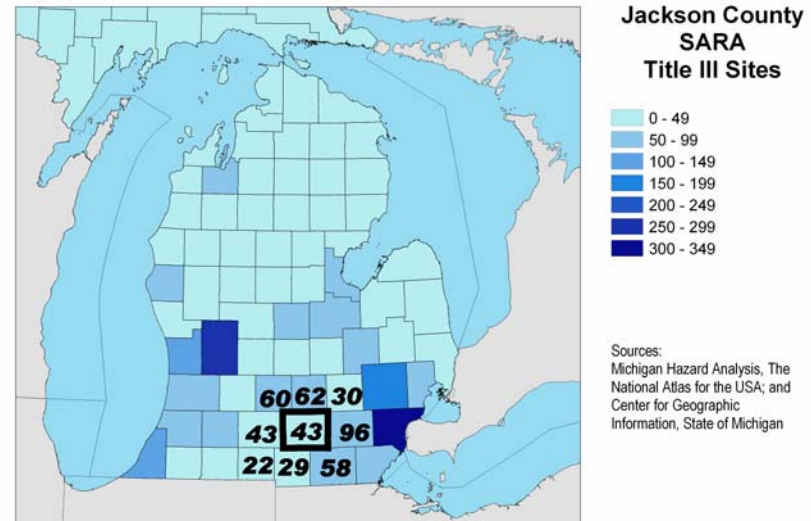 Jackson County
SARA
Title III Sites
0 - 49
50 - 99
100 - 149
150 - 199
200 - 249
250 - 299
300 - 349
60 62 30
43 43 96
22 29 58
Sources:
Michigan Hazard Analysis, The
National Atlas for the USA; and
Center for Geographic
Information, State of Michigan